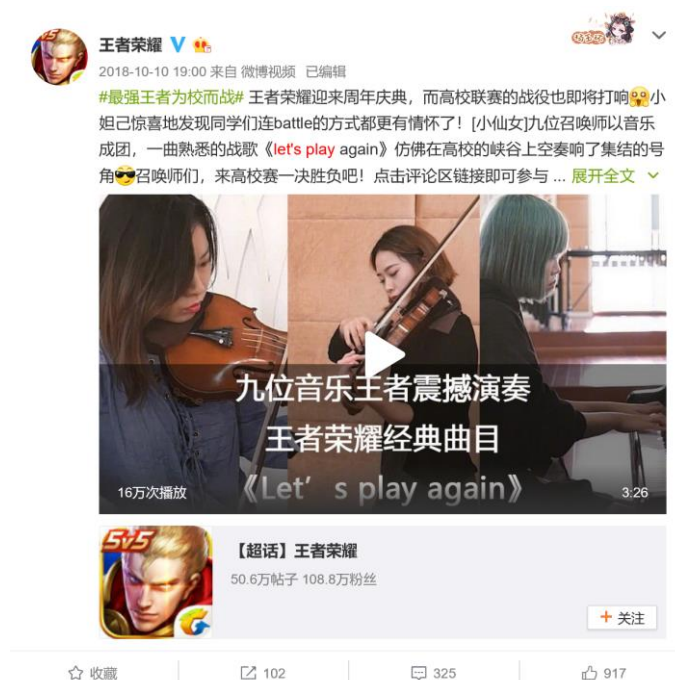 王者荣耀
2018-10-10 19:00 来自 微博视频 已编辑
#最强王者为校而战# 王者荣耀迎来周年庆典，而高校联赛的战役也即将打响小
妲己惊喜地发现同学们连battle的方式都更有情怀了！[小仙女]九位召唤师以音乐
成团，一曲熟悉的战歌《let's play again》仿佛在高校的峡谷上空奏响了集结的号
角召唤师们，来高校赛一决胜负吧！点击评论区链接即可参与 ... 展开全文
九位音乐王者震撼演奏
王者荣耀经典曲目
《Let's play again》
16万次播放
3:26
5v5
【超话】王者荣耀
50.6万帖子 108.8万粉丝
+ 关注
收藏
102
325
917